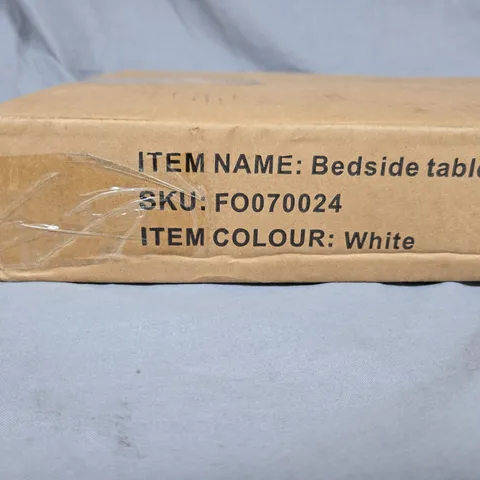 ITEM NAME: Bedside table
SKU: FO070024
ITEM COLOUR: White